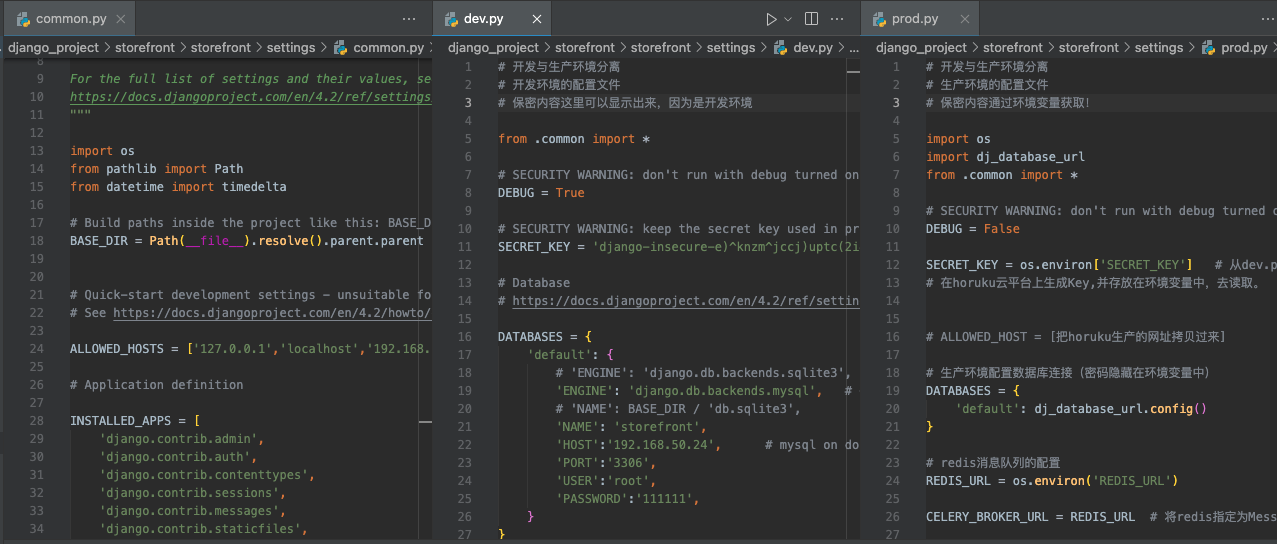 common.py
django_project > storefront > storefront > settings > common.py
8
9 For the full list of settings and their values, se
10 https://docs.djangoproject.com/en/4.2/ref/settings
11 """
12
13 import os
14 from pathlib import Path
15 from datetime import timedelta
16
17 # Build paths inside the project like this: BASE_D
18 BASE_DIR = Path(__file__).resolve().parent.parent
19
20
21 # Quick-start development settings - unsuitable fo
22 # See https://docs.djangoproject.com/en/4.2/howto/
23
24 ALLOWED_HOSTS = ['127.0.0.1','localhost','192.168.
25
26 # Application definition
27
28 INSTALLED_APPS = [
29 'django.contrib.admin',
30 'django.contrib.auth',
31 'django.contrib.contenttypes',
32 'django.contrib.sessions',
33 'django.contrib.messages',
34 'django.contrib.staticfiles',
dev.py
django_project > storefront > storefront > settings > dev.py > ...
1 # 开发与生产环境分离
2 # 开发环境的配置文件
3 # 保密内容这里可以显示出来，因为是开发环境
4
5 from .common import *
6
7 # SECURITY WARNING: don't run with debug turned on
8 DEBUG = True
9
10 # SECURITY WARNING: keep the secret key used in pr
11 SECRET_KEY = 'django-insecure-e)^knzm^jccj)uptc(2i
12
13 # Database
14 # https://docs.djangoproject.com/en/4.2/ref/settin
15
16 DATABASES = {
17 'default': {
18 # 'ENGINE': 'django.db.backends.sqlite3',
19 'ENGINE': 'django.db.backends.mysql', #
20 # 'NAME': BASE_DIR / 'db.sqlite3',
21 'NAME': 'storefront',
22 'HOST':'192.168.50.24', # mysql on do
23 'PORT':'3306',
24 'USER':'root',
25 'PASSWORD':'111111',
26 }
27 }
prod.py
django_project > storefront > storefront > settings > prod.py
1 # 开发与生产环境分离
2 # 生产环境的配置文件
3 # 保密内容通过环境变量获取！
4
5 import os
6 import dj_database_url
7 from .common import *
8
9 # SECURITY WARNING: don't run with debug turned o
10 DEBUG = False
11
12 SECRET_KEY = os.environ['SECRET_KEY'] # 从dev.p
13 # 在horuku云平台上生成Key,并存放在环境变量中，去读取。
14
15
16 # ALLOWED_HOST = [把horuku生产的网址拷贝过来]
17
18 # 生产环境配置数据库连接（密码隐藏在环境变量中）
19 DATABASES = {
20 'default': dj_database_url.config()
21 }
22
23 # redis消息队列的配置
24 REDIS_URL = os.environ('REDIS_URL')
25
26 CELERY_BROKER_URL = REDIS_URL # 将redis指定为Mess
27